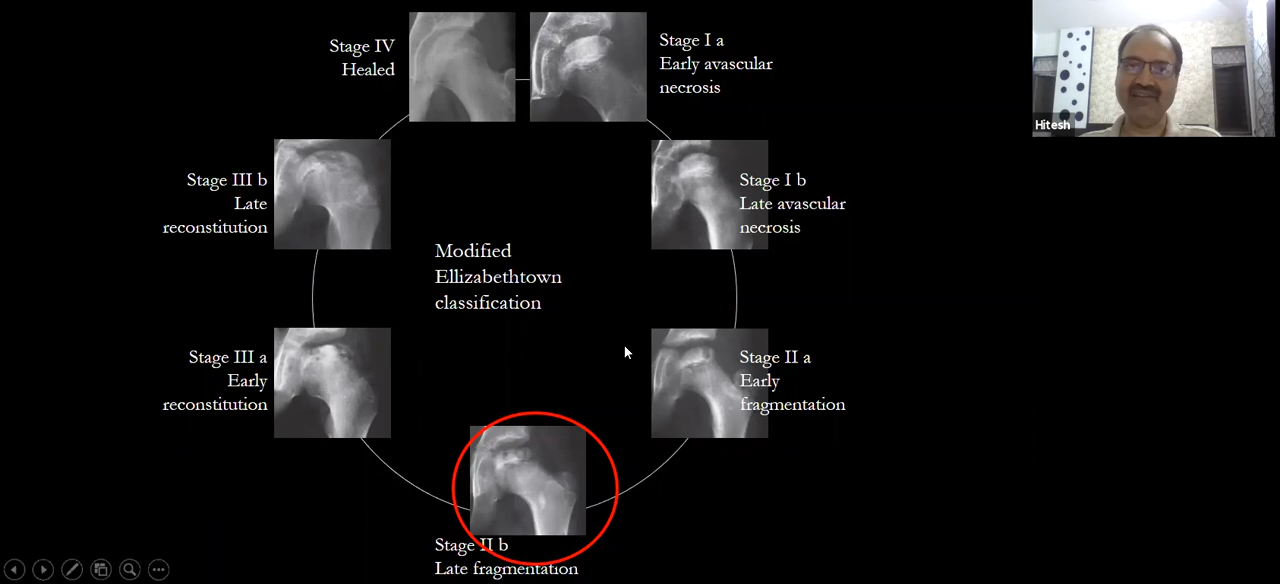 Stage IV
Healed
Stage I a
Early avascular
necrosis
Hitesh
Stage III b
Late
reconstitution
Stage I b
Late avascular
necrosis
Modified
Ellizabethtown
classification
Stage III a
Early
reconstitution
Stage II a
Early
fragmentation
Stage II b
Late fragmentation